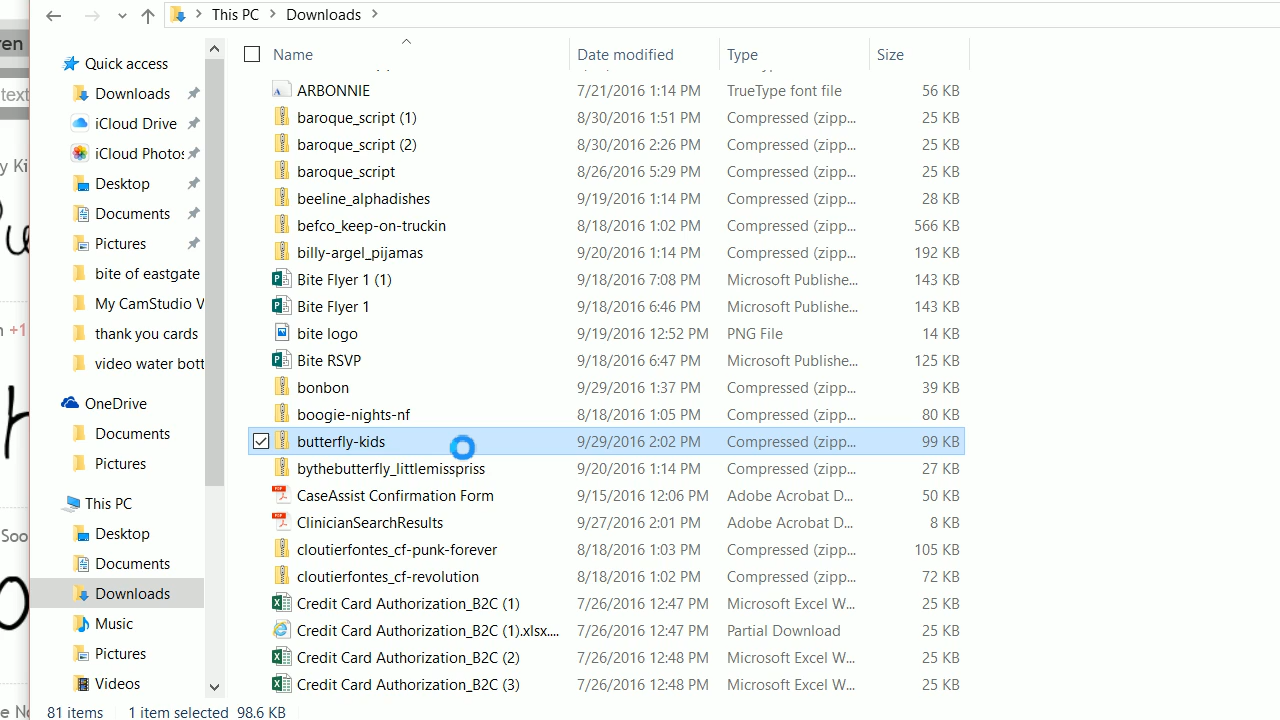 This PC Downloads
ren
Name Date modified Type Size
Quick access
ARBONNIE 7/21/2016 1:14 PM TrueType font file 56 KB
Downloads
text
baroque_script (1) 8/30/2016 1:51 PM Compressed (zipp... 25 KB
iCloud Drive
baroque_script (2) 8/30/2016 2:26 PM Compressed (zipp... 25 KB
iCloud Photos
y Ki
baroque_script 8/26/2016 5:29 PM Compressed (zipp... 25 KB
Desktop
beeline_alphadishes 9/19/2016 1:14 PM Compressed (zipp... 28 KB
Documents
befco_keep-on-truckin 8/18/2016 1:02 PM Compressed (zipp... 566 KB
Pictures
billy-argel_pijamas 9/20/2016 1:14 PM Compressed (zipp... 192 KB
bite of eastgate
Bite Flyer 1 (1) 9/18/2016 7:08 PM Microsoft Publishe... 143 KB
My CamStudio V
Bite Flyer 1 9/18/2016 6:46 PM Microsoft Publishe... 143 KB
n +1
thank you cards
bite logo 9/19/2016 12:52 PM PNG File 14 KB
video water bott
Bite RSVP 9/18/2016 6:47 PM Microsoft Publishe... 125 KB
bonbon 9/29/2016 1:37 PM Compressed (zipp... 39 KB
OneDrive
boogie-nights-nf 8/18/2016 1:05 PM Compressed (zipp... 80 KB
Documents
butterfly-kids 9/29/2016 2:02 PM Compressed (zipp... 99 KB
Pictures
bythebutterfly_littlemisspriss 9/20/2016 1:14 PM Compressed (zipp... 27 KB
CaseAssist Confirmation Form 9/15/2016 12:06 PM Adobe Acrobat D... 50 KB
This PC
ClinicianSearchResults 9/27/2016 2:01 PM Adobe Acrobat D... 8 KB
Desktop
Soo
cloutierfontes_cf-punk-forever 8/18/2016 1:03 PM Compressed (zipp... 105 KB
Documents
cloutierfontes_cf-revolution 8/18/2016 1:02 PM Compressed (zipp... 72 KB
Downloads
Credit Card Authorization_B2C (1) 7/26/2016 12:47 PM Microsoft Excel W... 25 KB
Music
Credit Card Authorization_B2C (1).xlsx.... 7/26/2016 12:47 PM Partial Download 25 KB
Pictures
Credit Card Authorization_B2C (2) 7/26/2016 12:48 PM Microsoft Excel W... 25 KB
Videos
Credit Card Authorization_B2C (3) 7/26/2016 12:48 PM Microsoft Excel W... 25 KB
81 items 1 item selected 98.6 KB